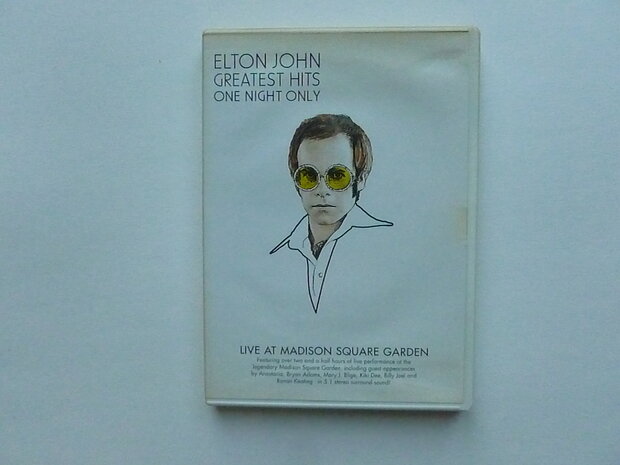 ELTON JOHN
GREATEST HITS
ONE NIGHT ONLY
LIVE AT MADISON SQUARE GARDEN
Featuring over two and a half hours of live performance at the
legendary Madison Square Garden, including guest appearances
by Anastacia, Bryan Adams, Mary J. Blige, Kiki Dee, Billy Joel and
Ronan Keating in 5.1 stereo surround sound!